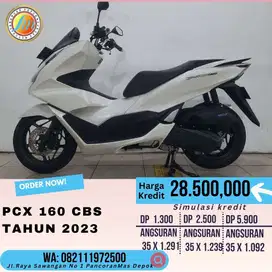 ORDER NOW!
Harga
Kredit
28.500,000
Simulasi kredit
PCX 160 CBS
TAHUN 2023
DP 1.300
DP 2.500
DP 5.900
ANGSURAN
ANGSURAN
ANGSURAN
35 X 1.291
35 X 1.239
35 X 1.092
WA: 082111972500
Jl.Raya Sawangan No 1 PancoranMas Depok